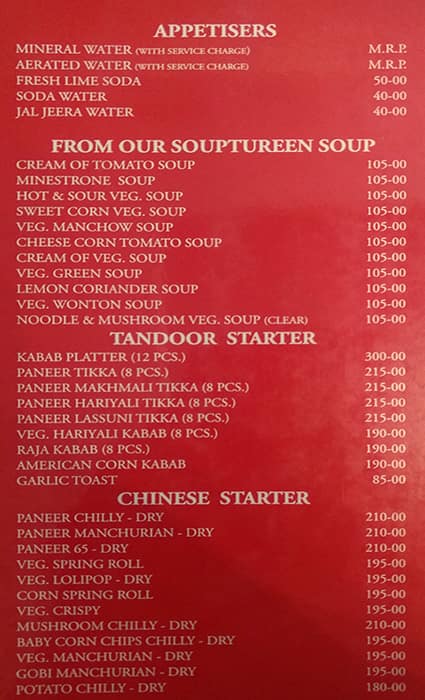 APPETISERS
MINERAL WATER (WITH SERVICE CHARGE) M.R.P.
AERATED WATER (WITH SERVICE CHARGE) M.R.P.
FRESH LIME SODA 50-00
SODA WATER 40-00
JAL JEERA WATER 40-00
FROM OUR SOUPTUREEN SOUP
CREAM OF TOMATO SOUP 105-00
MINESTRONE SOUP 105-00
HOT & SOUR VEG. SOUP 105-00
SWEET CORN VEG. SOUP 105-00
VEG. MANCHOW SOUP 105-00
CHEESE CORN TOMATO SOUP 105-00
CREAM OF VEG. SOUP 105-00
VEG. GREEN SOUP 105-00
LEMON CORIANDER SOUP 105-00
VEG. WONTON SOUP 105-00
NOODLE & MUSHROOM VEG. SOUP (CLEAR) 105-00
TANDOOR STARTER
KABAB PLATTER (12 PCS.) 300-00
PANEER TIKKA (8 PCS.) 215-00
PANEER MAKHMALI TIKKA (8 PCS.) 215-00
PANEER HARIYALI TIKKA (8 PCS.) 215-00
PANEER LASSUNI TIKKA (8 PCS.) 215-00
VEG. HARIYALI KABAB (8 PCS.) 190-00
RAJA KABAB (8 PCS.) 190-00
AMERICAN CORN KABAB 190-00
GARLIC TOAST 85-00
CHINESE STARTER
PANEER CHILLY - DRY 210-00
PANEER MANCHURIAN - DRY 210-00
PANEER 65 - DRY 210-00
VEG. SPRING ROLL 195-00
VEG. LOLIPOP - DRY 195-00
CORN SPRING ROLL 195-00
VEG. CRISPY 195-00
MUSHROOM CHILLY - DRY 210-00
BABY CORN CHIPS CHILLY - DRY 195-00
VEG. MANCHURIAN - DRY 195-00
GOBI MANCHURIAN - DRY 195-00
POTATO CHILLY - DRY 180-00